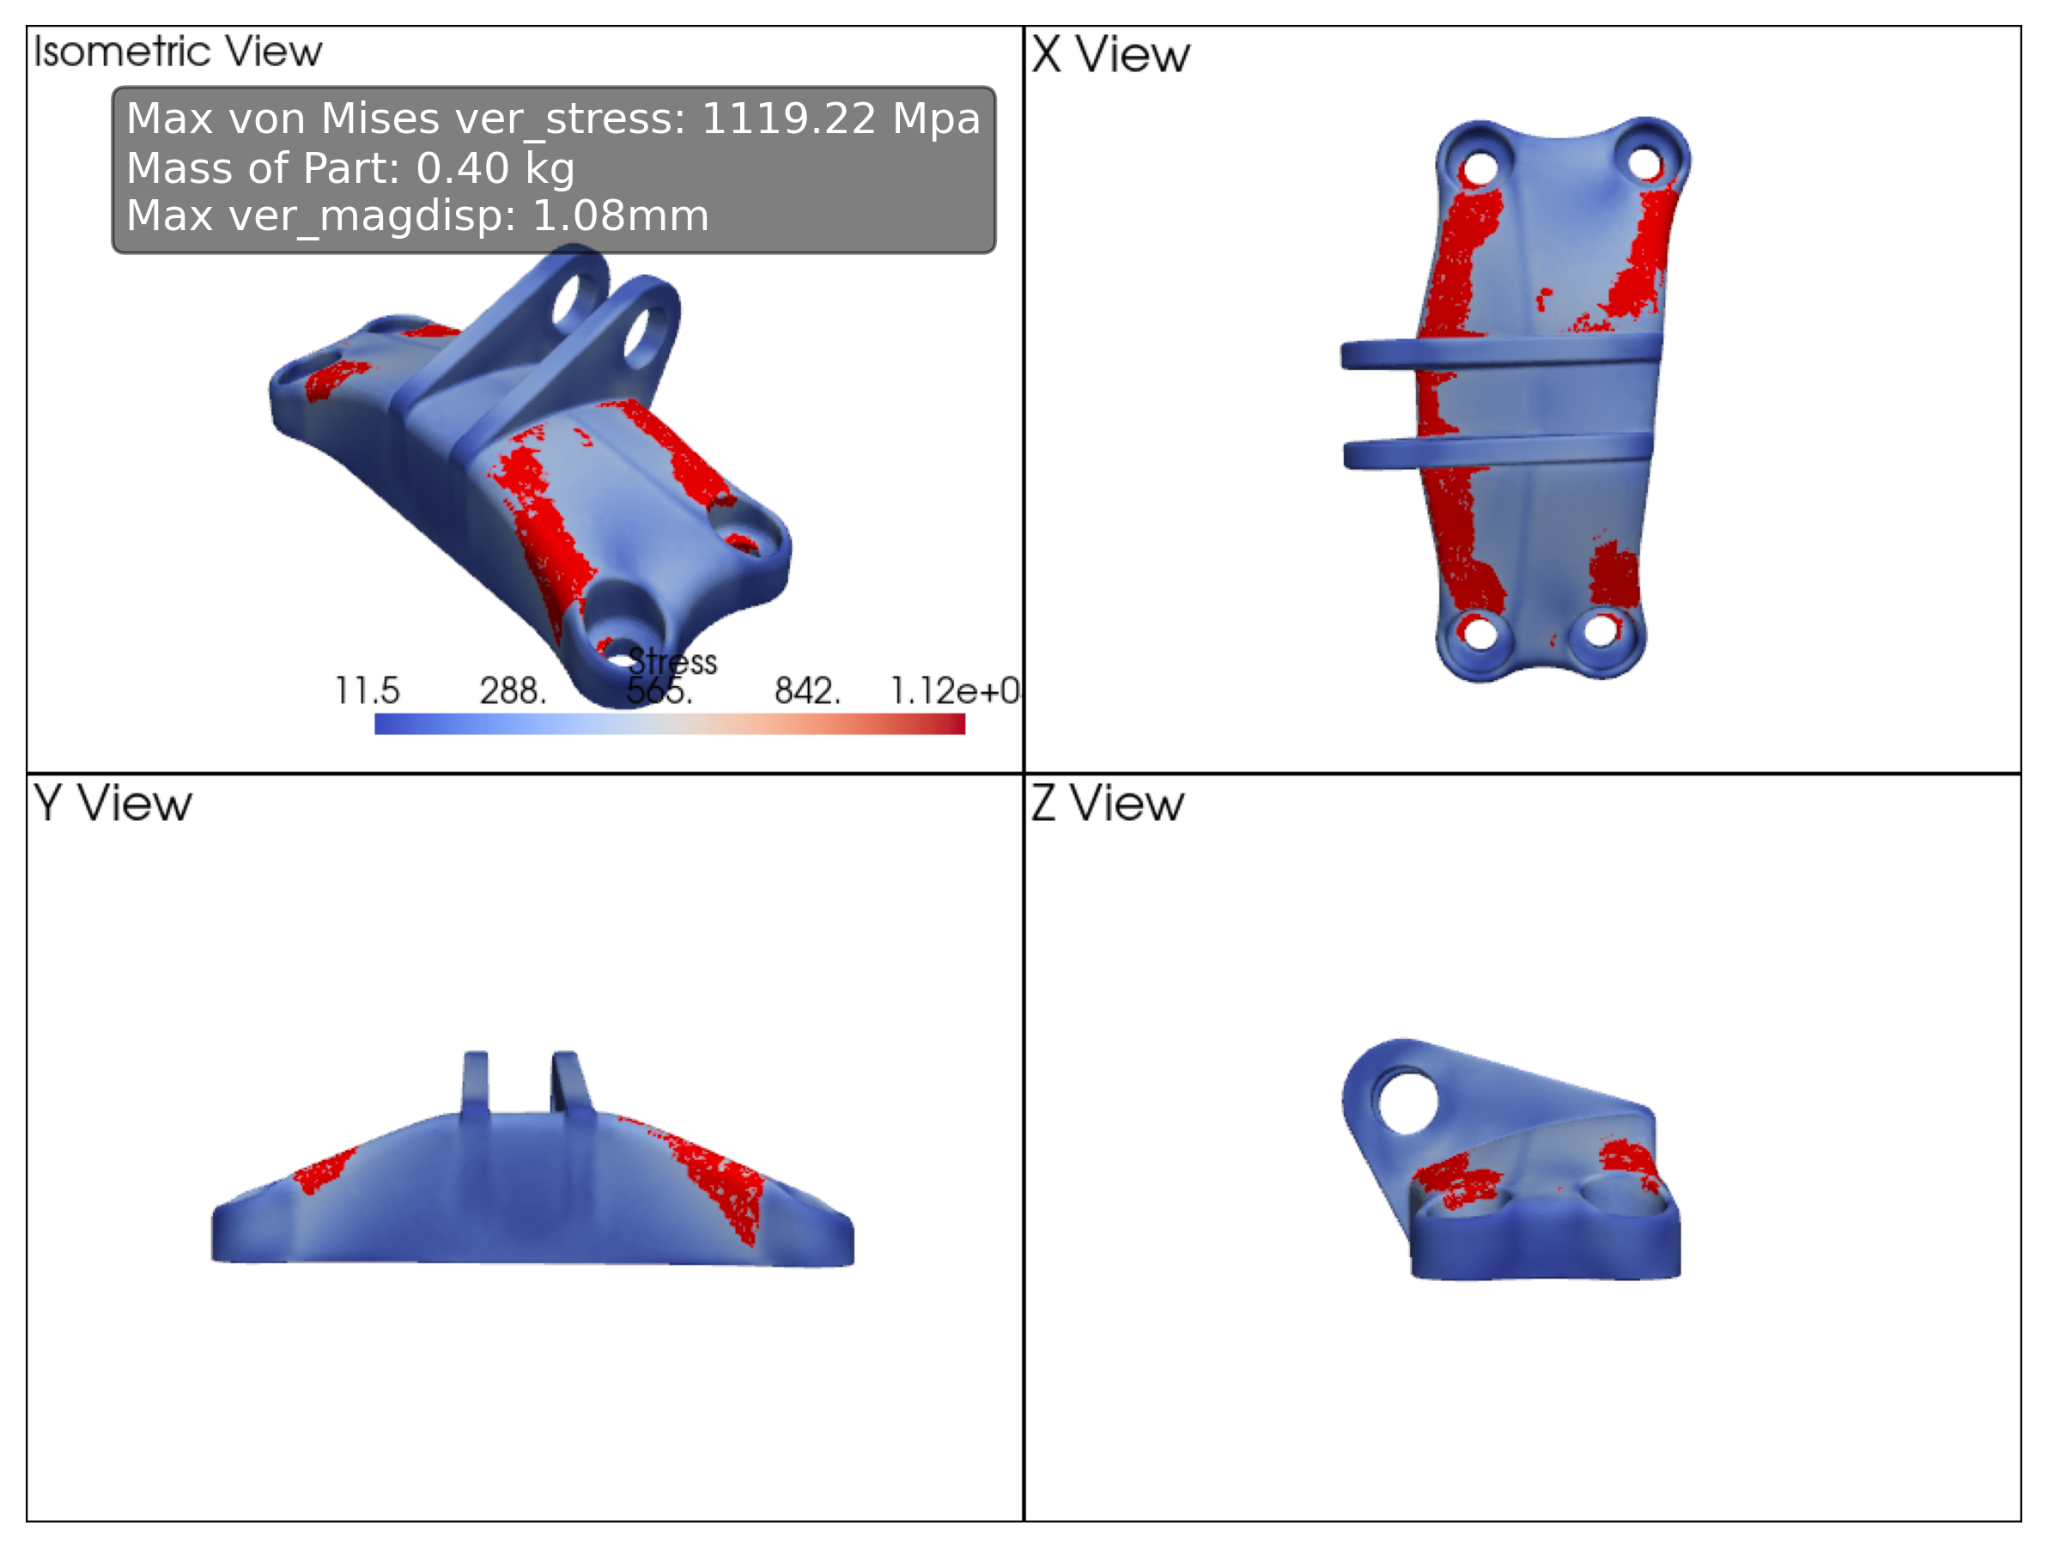 Isometric View
Max von Mises ver_stress: 1119.22 Mpa
Mass of Part: 0.40 kg
Max ver_magdisp: 1.08mm
Stress
11.5 288. 565. 842. 1.12e+0
X View
Y View
Z View